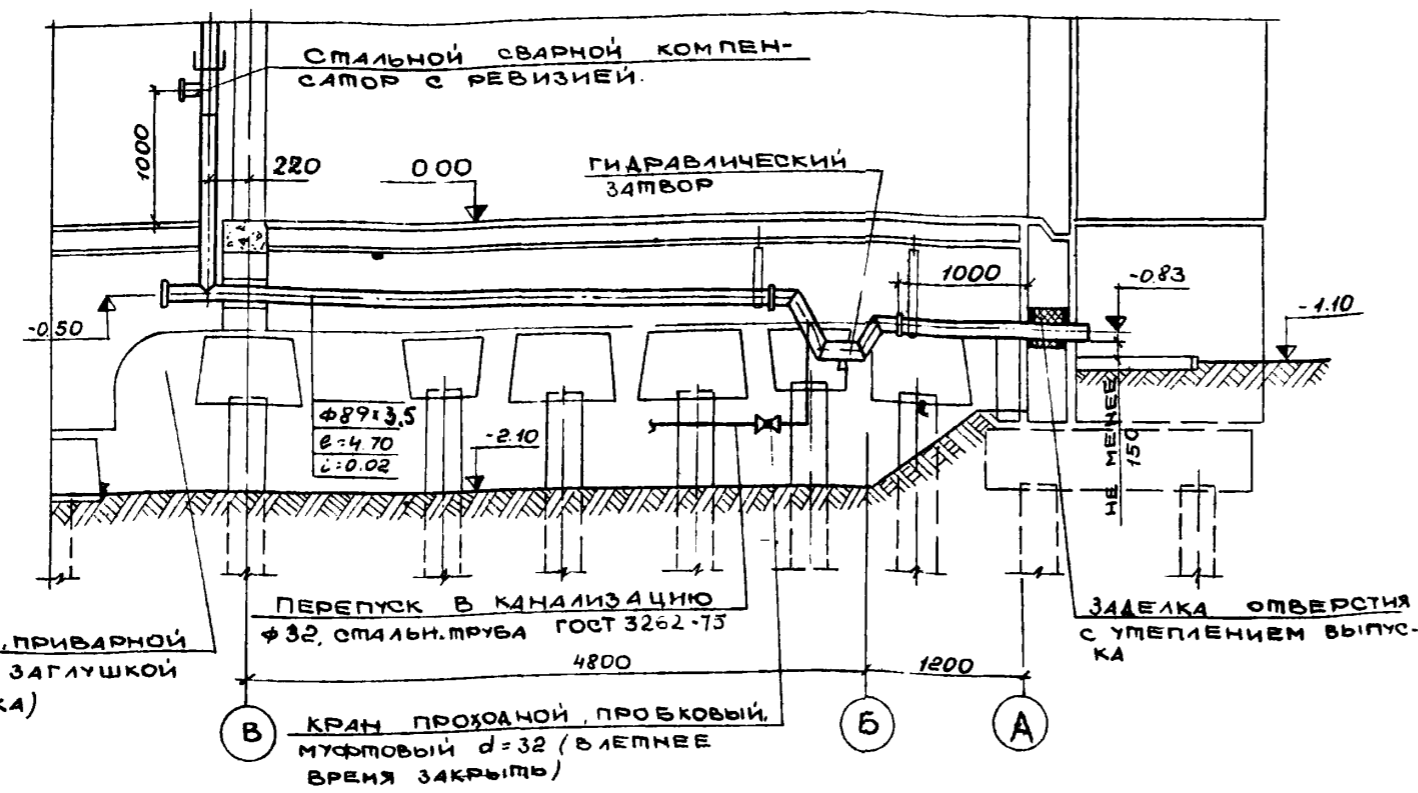 СТАЛЬНОЙ СВАРНОЙ КОМПЕН-
САТОР С РЕВИЗИЕЙ.
1000
220
0.00
ГИДРАВЛИЧЕСКИЙ
ЗАТВОР
1000
-0.83
-1.10
-0.50
ф89х3,5
ℓ=4.70
i=0.02
-2.10
НЕ МЕНЕЕ
150
ПЕРЕПУСК В КАНАЛИЗАЦИЮ
ф32, СТАЛЬН.ТРУБА ГОСТ 3262-75
ЗАДЕЛКА ОТВЕРСТИЯ
С УТЕПЛЕНИЕМ ВЫПУС-
КА
,ПРИВАРНОЙ
ЗАГЛУШКОЙ
КА)
4800
1200
В
Б
А
КРАН ПРОХОДНОЙ, ПРОБКОВЫЙ,
МУФТОВЫЙ d=32 (В ЛЕТНЕЕ
ВРЕМЯ ЗАКРЫТЬ)